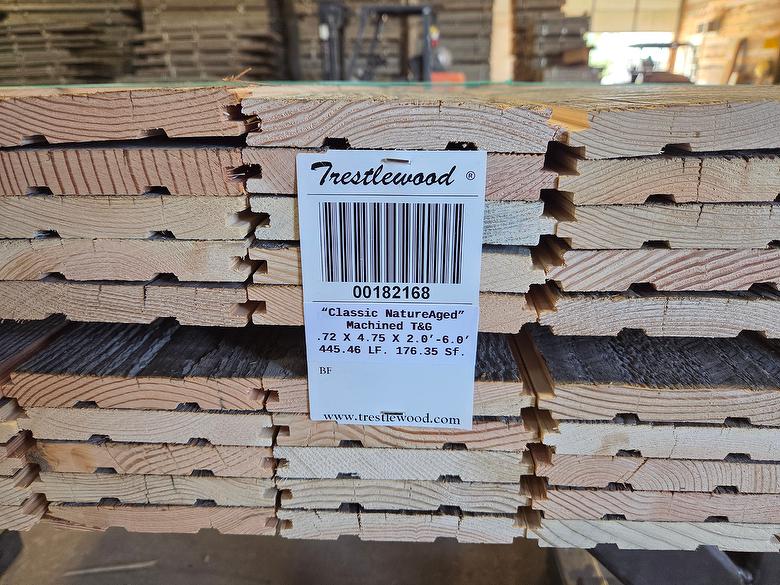 Trestlewood ®
00182168
"Classic NatureAged"
Machined T&G
.72 X 4.75 X 2.0'-6.0'
445.46 LF. 176.35 Sf.
BF
www.trestlewood.com